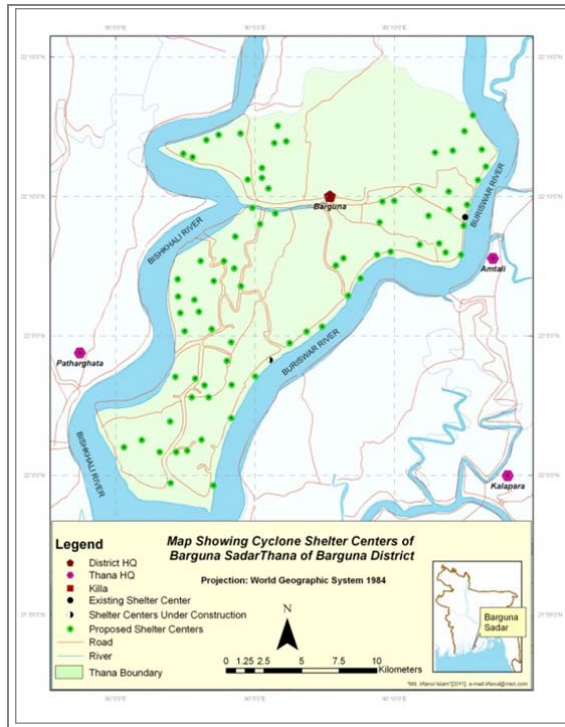 Barguna
BISHKHALI RIVER
BURISWAR RIVER
Amtali
Patharghata
BURISWAR RIVER
BISHKHALI RIVER
Kalapara
Map Showing Cyclone Shelter Centers of
Barguna SadarThana of Barguna District
Projection: World Geographic System 1984
Legend
District HQ
Thana HQ
Killa
Existing Shelter Center
Shelter Centers Under Construction
Proposed Shelter Centers
Road
River
Thana Boundary
N
0 1.25 2.5 5 7.5 10
Kilometers
Barguna
Sadar